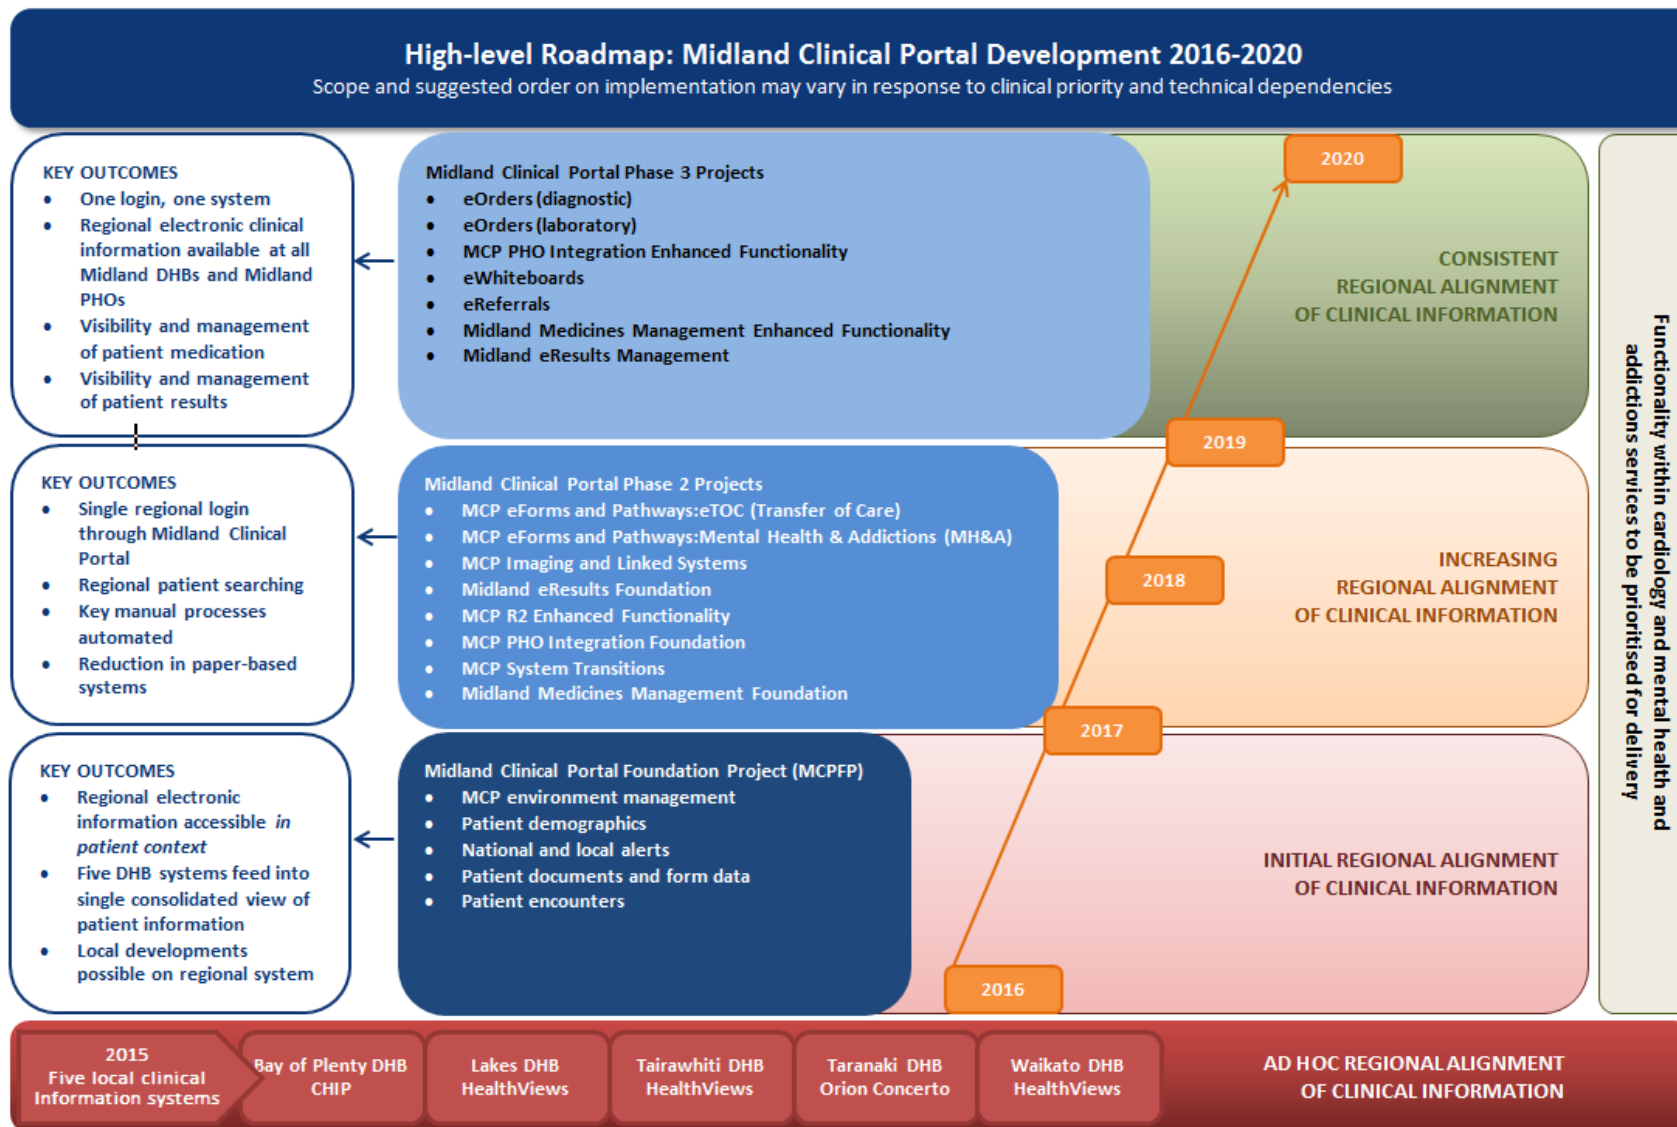 High-level Roadmap: Midland Clinical Portal Development 2016-2020
Scope and suggested order on implementation may vary in response to clinical priority and technical dependencies
KEY OUTCOMES
• One login, one system
• Regional electronic clinical
information available at all
Midland DHBs and Midland
PHOs
• Visibility and management
of patient medication
• Visibility and management
of patient results
Midland Clinical Portal Phase 3 Projects
• eOrders (diagnostic)
• eOrders (laboratory)
• MCP PHO Integration Enhanced Functionality
• eWhiteboards
• eReferrals
• Midland Medicines Management Enhanced Functionality
• Midland eResults Management
2020
CONSISTENT
REGIONAL ALIGNMENT
OF CLINICAL INFORMATION
2019
KEY OUTCOMES
• Single regional login
through Midland Clinical
Portal
• Regional patient searching
• Key manual processes
automated
• Reduction in paper-based
systems
Midland Clinical Portal Phase 2 Projects
• MCP eForms and Pathways:eTOC (Transfer of Care)
• MCP eForms and Pathways:Mental Health & Addictions (MH&A)
• MCP Imaging and Linked Systems
• Midland eResults Foundation
• MCP R2 Enhanced Functionality
• MCP PHO Integration Foundation
• MCP System Transitions
• Midland Medicines Management Foundation
2018
INCREASING
REGIONAL ALIGNMENT
OF CLINICAL INFORMATION
2017
KEY OUTCOMES
• Regional electronic
information accessible in
patient context
• Five DHB systems feed into
single consolidated view of
patient information
• Local developments
possible on regional system
Midland Clinical Portal Foundation Project (MCPFP)
• MCP environment management
• Patient demographics
• National and local alerts
• Patient documents and form data
• Patient encounters
INITIAL REGIONAL ALIGNMENT
OF CLINICAL INFORMATION
2016
Functionality within cardiology and mental health and
addictions services to be prioritised for delivery
2015
Five local clinical
Information systems
Bay of Plenty DHB
CHIP
Lakes DHB
HealthViews
Tairawhiti DHB
HealthViews
Taranaki DHB
Orion Concerto
Waikato DHB
HealthViews
AD HOC REGIONAL ALIGNMENT
OF CLINICAL INFORMATION